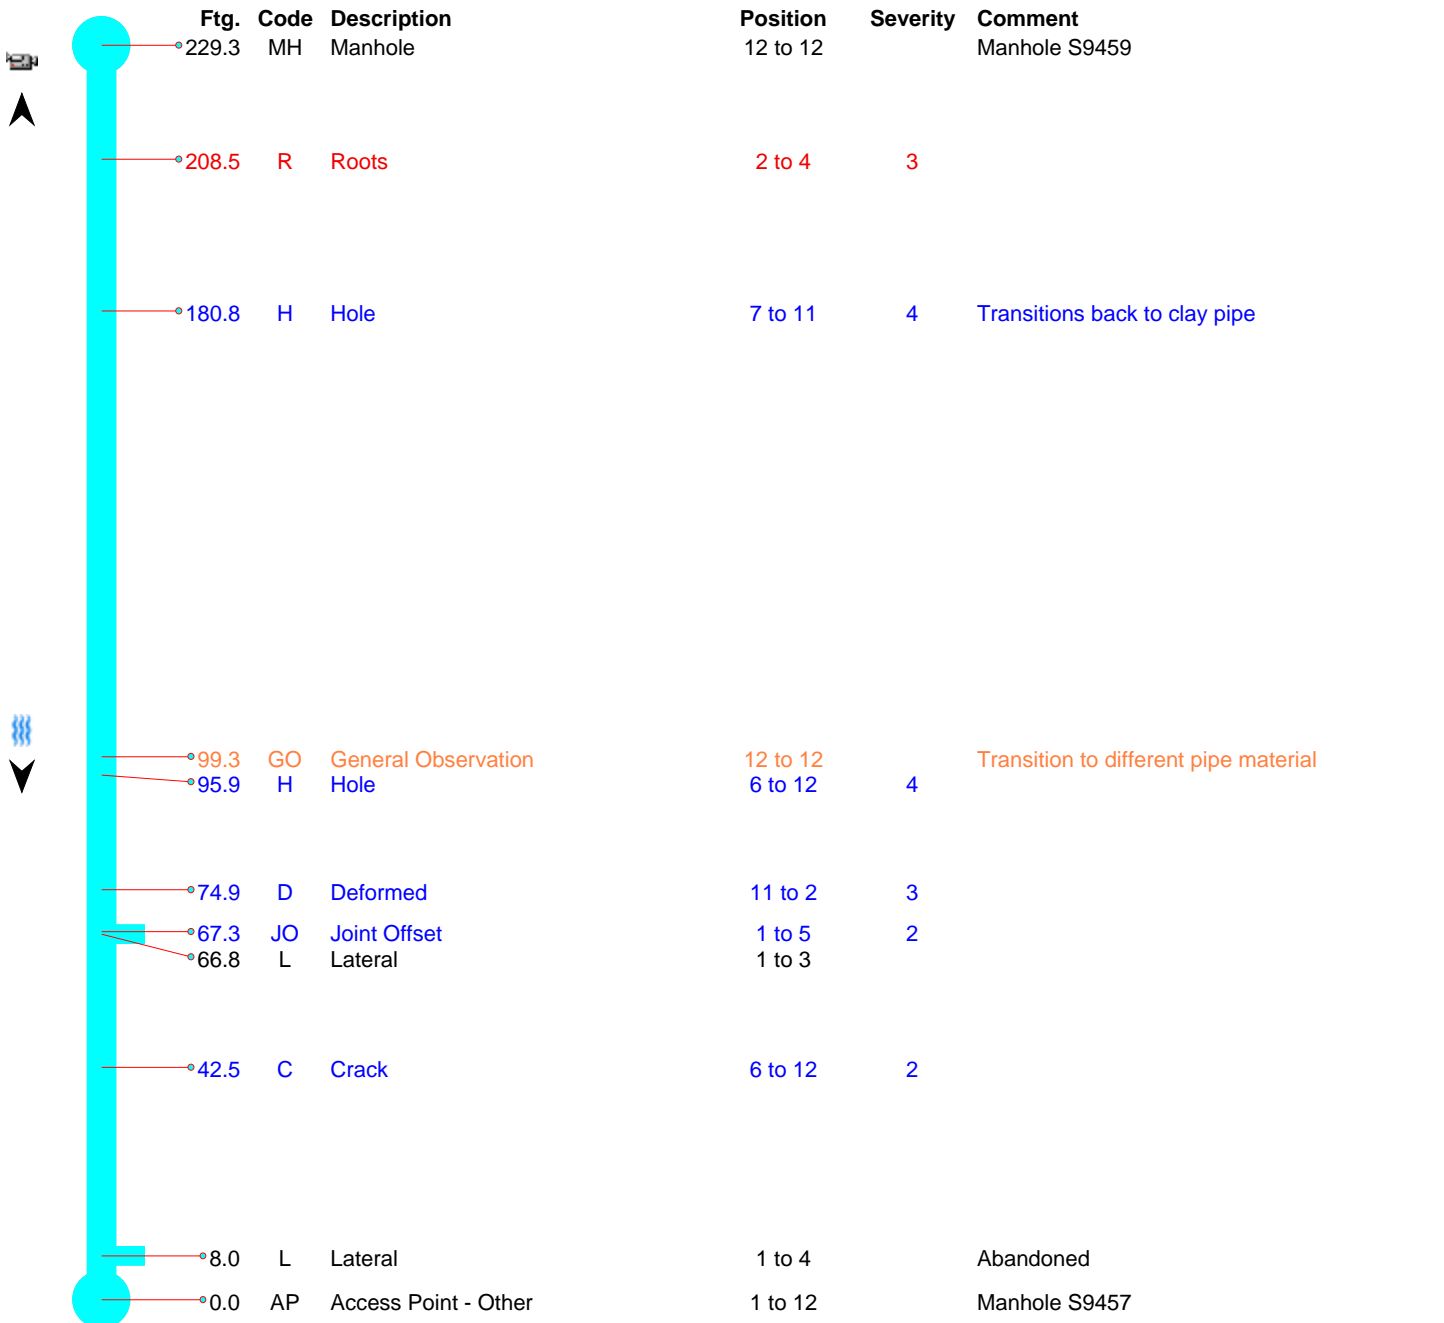 Ftg. Code Description Position Severity Comment
229.3 MH Manhole 12 to 12 Manhole S9459
208.5 R Roots 2 to 4 3
180.8 H Hole 7 to 11 4 Transitions back to clay pipe
99.3 GO General Observation 12 to 12 Transition to different pipe material
95.9 H Hole 6 to 12 4
74.9 D Deformed 11 to 2 3
67.3 JO Joint Offset 1 to 5 2
66.8 L Lateral 1 to 3
42.5 C Crack 6 to 12 2
8.0 L Lateral 1 to 4 Abandoned
0.0 AP Access Point - Other 1 to 12 Manhole S9457